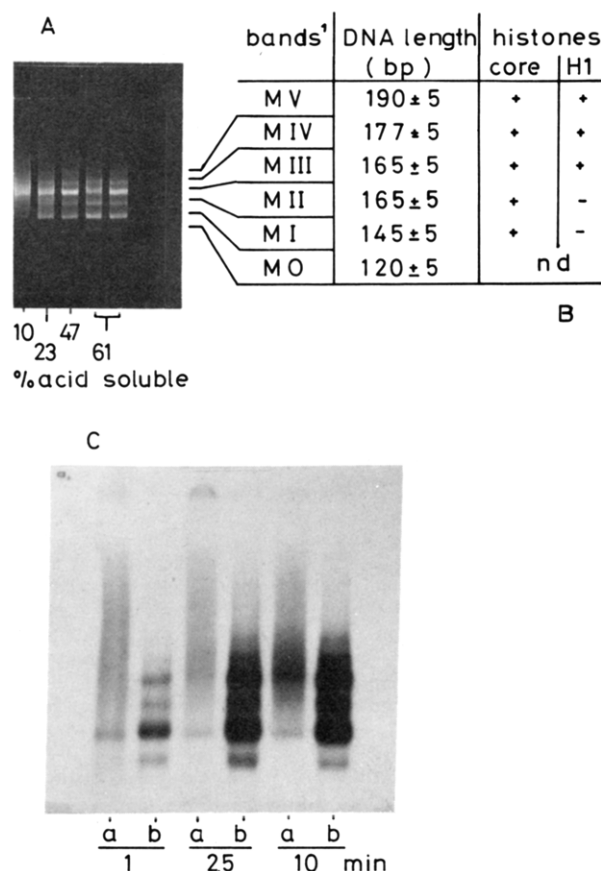 A
bands¹ DNA length histones
( bp ) core H1
M V 190 ± 5 + +
M IV 177 ± 5 + +
M III 165 ± 5 + +
M II 165 ± 5 + -
M I 145 ± 5 + -
M O 120 ± 5 n d
B
10 47
23 61
% acid soluble
C
a b a b a b
1 25 10 min